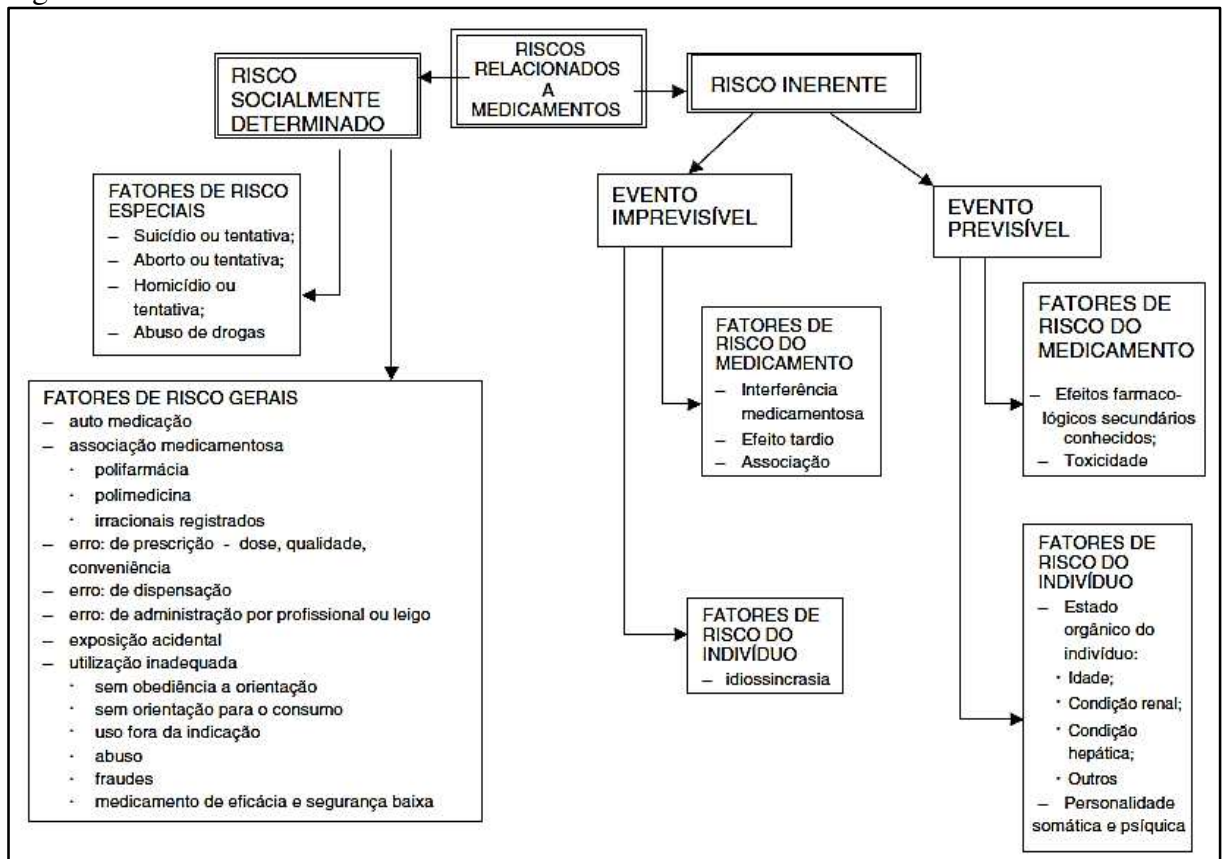 RISCOS
RELACIONADOS
A
MEDICAMENTOS
RISCO
SOCIALMENTE
DETERMINADO
RISCO INERENTE
FATORES DE RISCO
ESPECIAIS
– Suicídio ou tentativa;
– Aborto ou tentativa;
– Homicídio ou
tentativa;
– Abuso de drogas
FATORES DE RISCO GERAIS
– auto medicação
– associação medicamentosa
· polifarmácia
· polimedicina
· irracionais registrados
– erro: de prescrição - dose, qualidade,
conveniência
– erro: de dispensação
– erro: de administração por profissional ou leigo
– exposição acidental
– utilização inadequada
· sem obediência a orientação
· sem orientação para o consumo
· uso fora da indicação
· abuso
· fraudes
· medicamento de eficácia e segurança baixa
EVENTO
IMPREVISÍVEL
FATORES DE
RISCO DO
MEDICAMENTO
– Interferência
medicamentosa
– Efeito tardio
– Associação
FATORES DE
RISCO DO
INDIVÍDUO
– idiossincrasia
EVENTO
PREVISÍVEL
FATORES DE
RISCO DO
MEDICAMENTO
– Efeitos farmaco-
lógicos secundários
conhecidos;
– Toxicidade
FATORES DE
RISCO DO
INDIVÍDUO
– Estado
orgânico do
indivíduo:
· Idade;
· Condição renal;
· Condição
hepática;
· Outros
– Personalidade
somática e psíquica